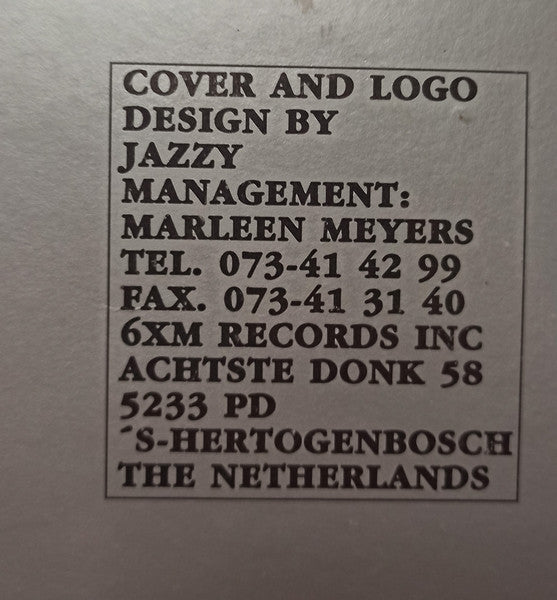 COVER AND LOGO
DESIGN BY
JAZZY
MANAGEMENT:
MARLEEN MEYERS
TEL. 073-41 42 99
FAX. 073-41 31 40
6XM RECORDS INC
ACHTSTE DONK 58
5233 PD
´S-HERTOGENBOSCH
THE NETHERLANDS